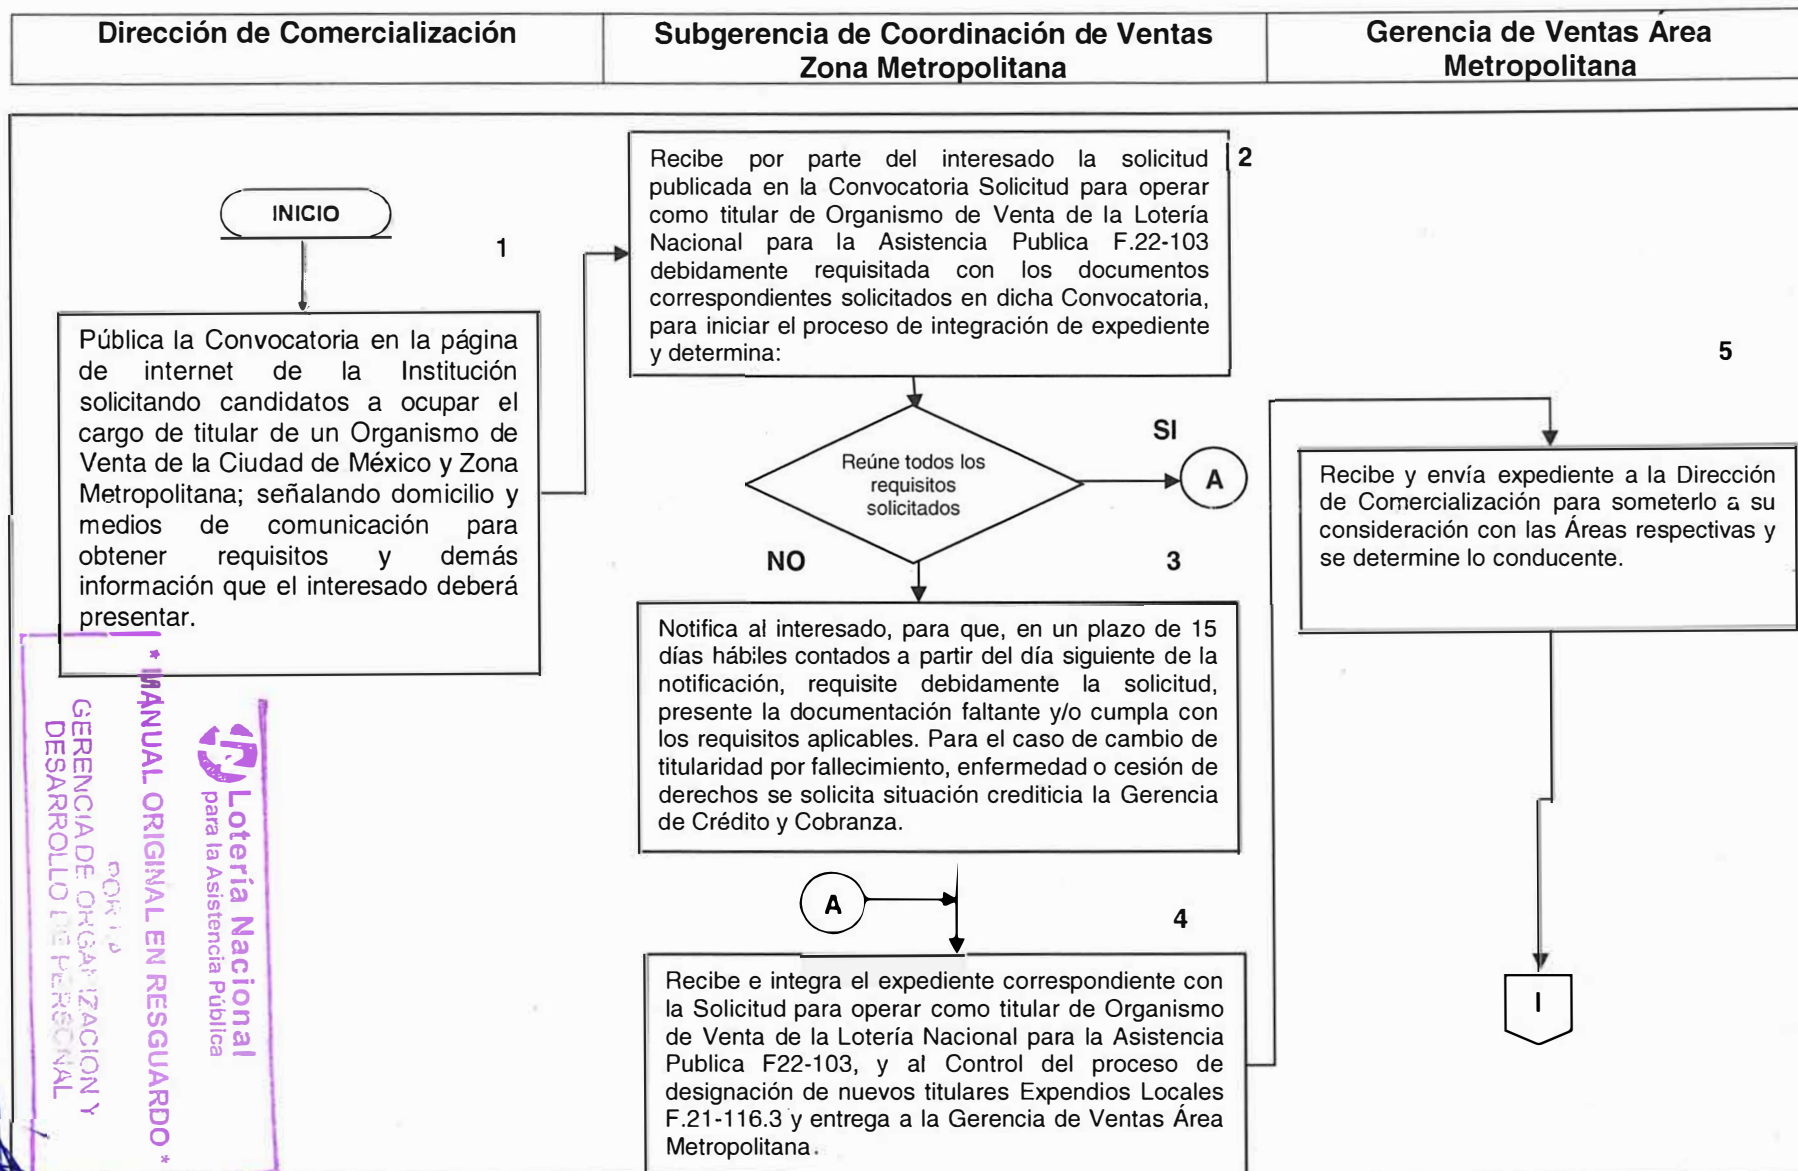 Dirección de Comercialización
Subgerencia de Coordinación de Ventas
Zona Metropolitana
Gerencia de Ventas Área
Metropolitana
INICIO
1
Pública la Convocatoria en la página
de internet de la Institución
solicitando candidatos a ocupar el
cargo de titular de un Organismo de
Venta de la Ciudad de México y Zona
Metropolitana; señalando domicilio y
medios de comunicación para
obtener requisitos y demás
información que el interesado deberá
presentar.
2
Recibe por parte del interesado la solicitud
publicada en la Convocatoria Solicitud para operar
como titular de Organismo de Venta de la Lotería
Nacional para la Asistencia Publica F.22-103
debidamente requisitada con los documentos
correspondientes solicitados en dicha Convocatoria,
para iniciar el proceso de integración de expediente
y determina:
Reúne todos los
requisitos
solicitados
SI
A
NO
3
Notifica al interesado, para que, en un plazo de 15
días hábiles contados a partir del día siguiente de la
notificación, requisite debidamente la solicitud,
presente la documentación faltante y/o cumpla con
los requisitos aplicables. Para el caso de cambio de
titularidad por fallecimiento, enfermedad o cesión de
derechos se solicita situación crediticia la Gerencia
de Crédito y Cobranza.
A
4
Recibe e integra el expediente correspondiente con
la Solicitud para operar como titular de Organismo
de Venta de la Lotería Nacional para la Asistencia
Publica F22-103, y al Control del proceso de
designación de nuevos titulares Expendios Locales
F.21-116.3 y entrega a la Gerencia de Ventas Área
Metropolitana.
5
Recibe y envía expediente a la Dirección
de Comercialización para someterlo a su
consideración con las Áreas respectivas y
se determine lo conducente.
I
Lotería Nacional
para la Asistencia Pública
* MANUAL ORIGINAL EN RESGUARDO *
POR LA
GERENCIA DE ORGANIZACION Y
DESARROLLO DE PERSONAL